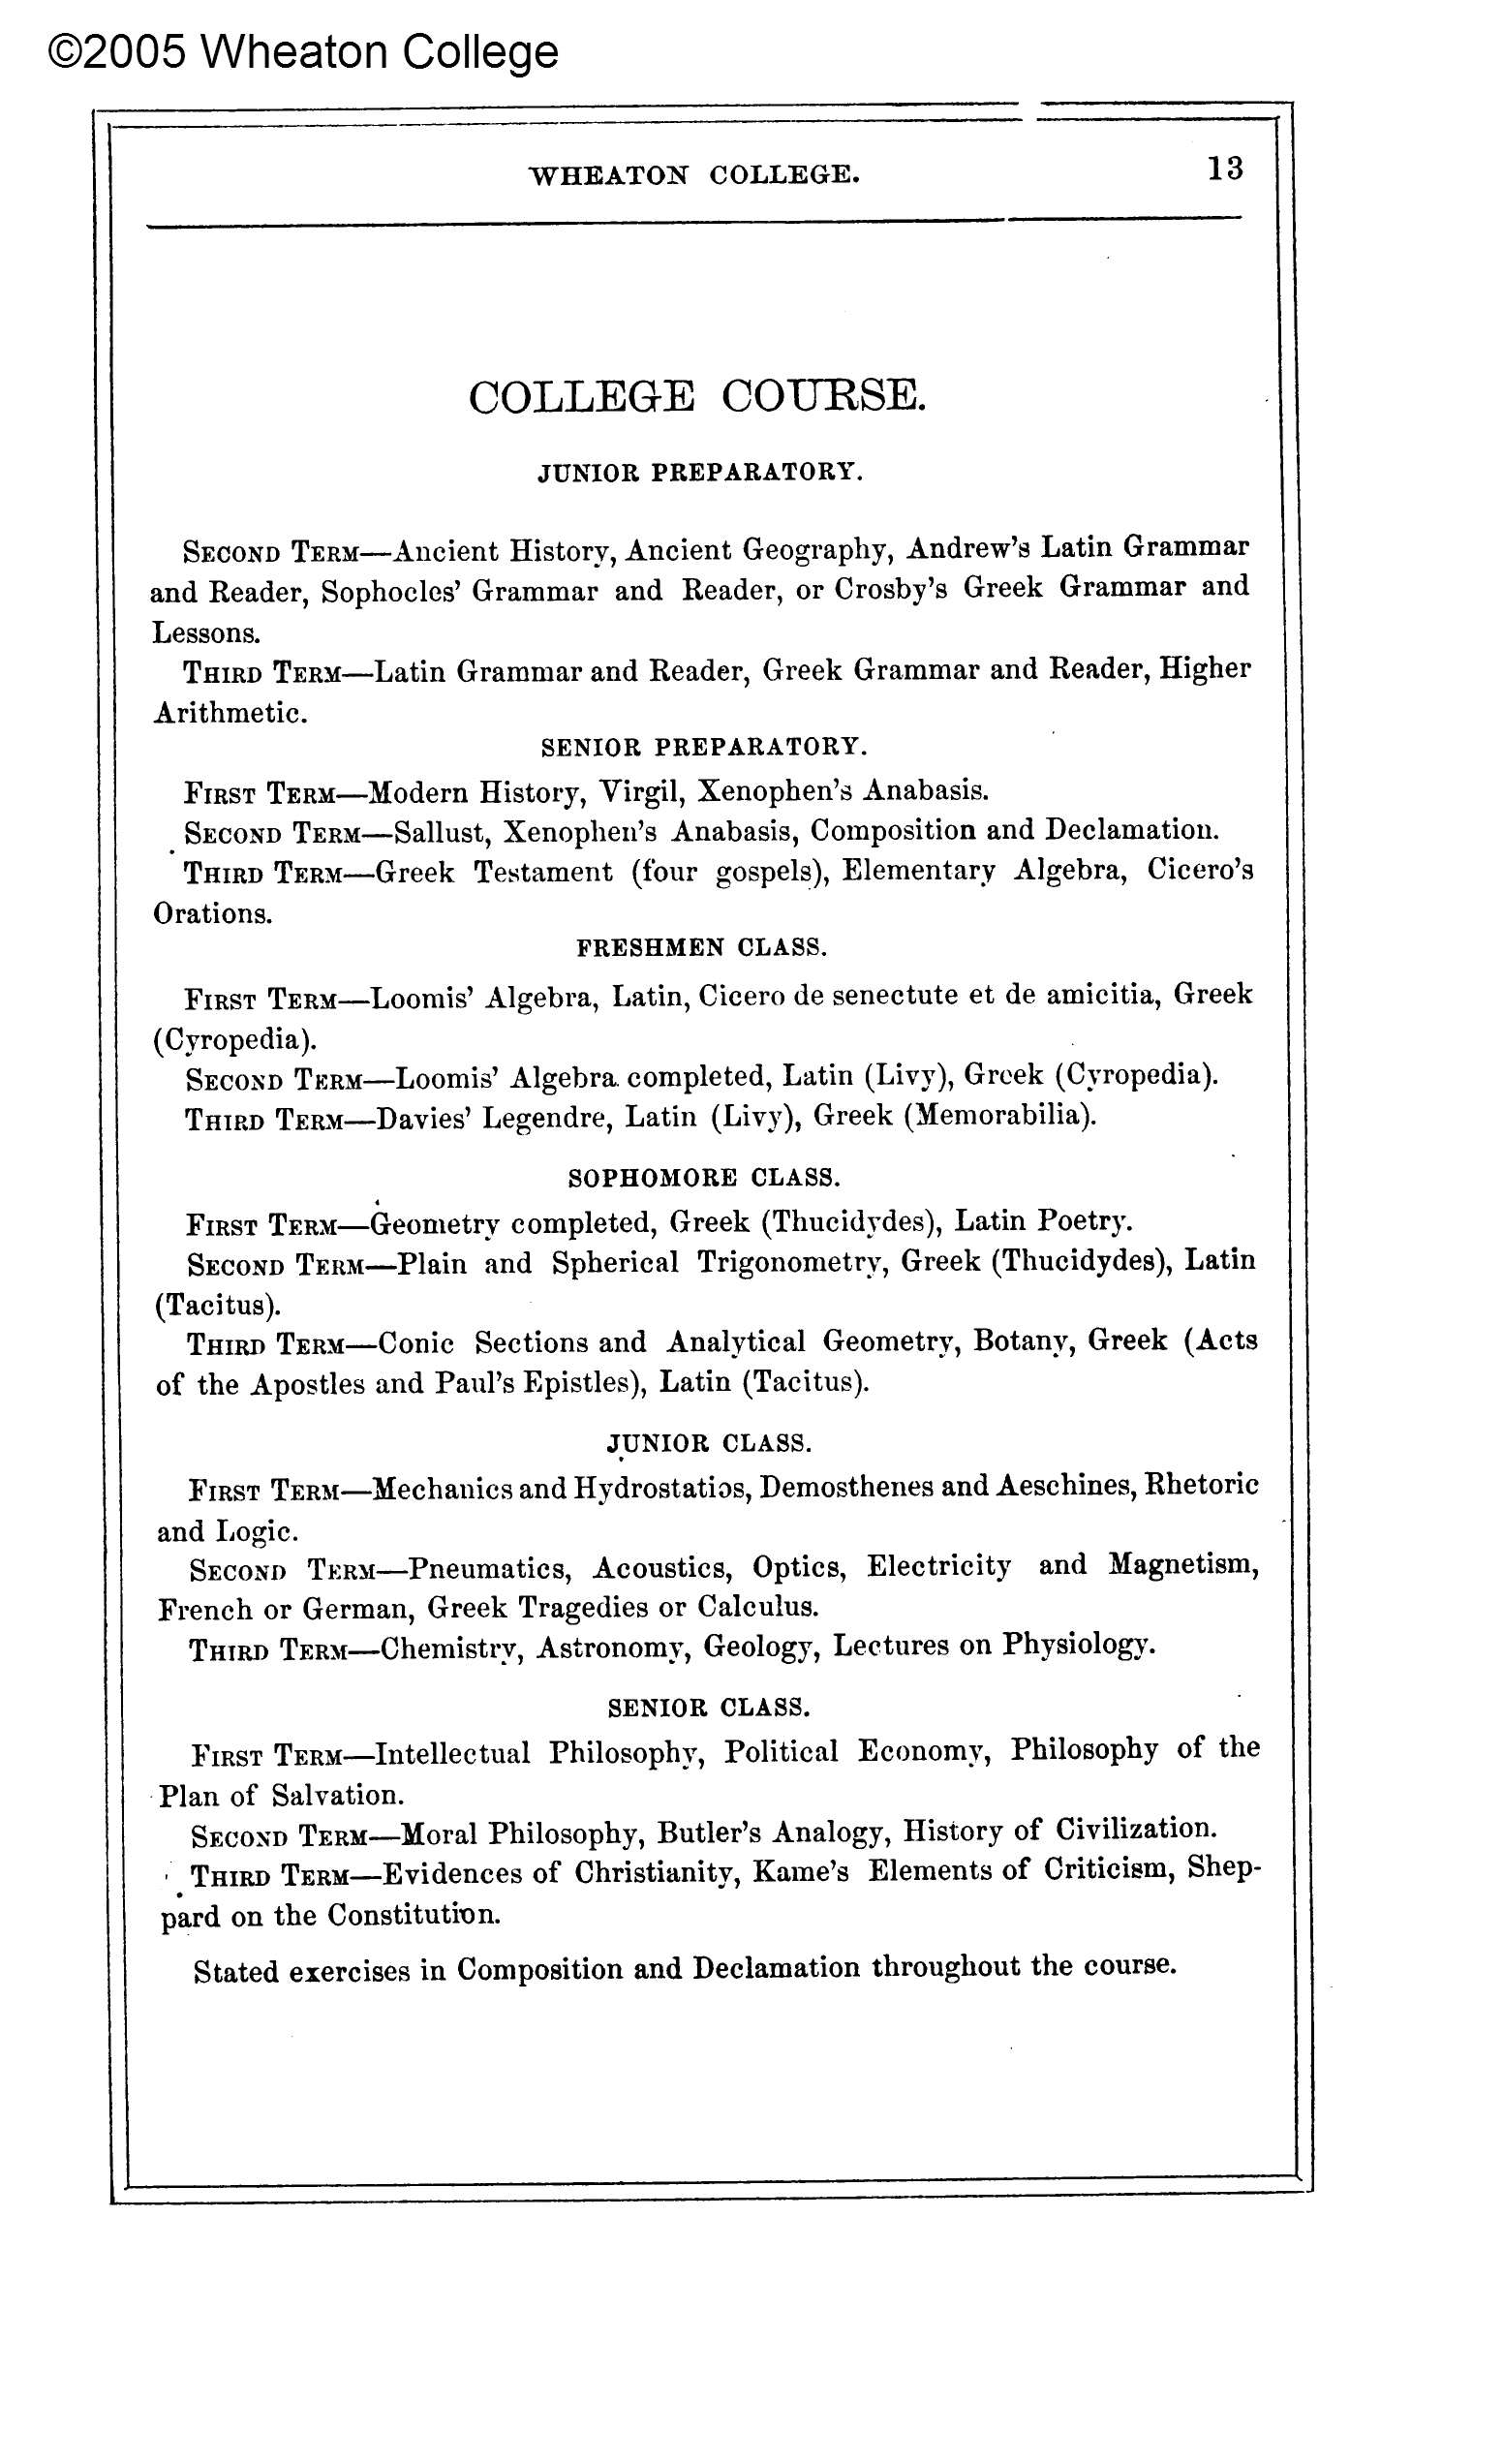 ©2005 Wheaton College
WHEATON COLLEGE. 13
COLLEGE COURSE.
JUNIOR PREPARATORY.
SECOND TERM—Ancient History, Ancient Geography, Andrew's Latin Grammar
and Reader, Sophocles' Grammar and Reader, or Crosby's Greek Grammar and
Lessons.
THIRD TERM—Latin Grammar and Reader, Greek Grammar and Reader, Higher
Arithmetic.
SENIOR PREPARATORY.
FIRST TERM—Modern History, Virgil, Xenophen's Anabasis.
SECOND TERM—Sallust, Xenophen's Anabasis, Composition and Declamation.
THIRD TERM—Greek Testament (four gospels), Elementary Algebra, Cicero's
Orations.
FRESHMEN CLASS.
FIRST TERM—Loomis' Algebra, Latin, Cicero de senectute et de amicitia, Greek
(Cyropedia).
SECOND TERM—Loomis' Algebra completed, Latin (Livy), Greek (Cyropedia).
THIRD TERM—Davies' Legendre, Latin (Livy), Greek (Memorabilia).
SOPHOMORE CLASS.
FIRST TERM—Geometry completed, Greek (Thucidydes), Latin Poetry.
SECOND TERM—Plain and Spherical Trigonometry, Greek (Thucidydes), Latin
(Tacitus).
THIRD TERM—Conic Sections and Analytical Geometry, Botany, Greek (Acts
of the Apostles and Paul's Epistles), Latin (Tacitus).
JUNIOR CLASS.
FIRST TERM—Mechanics and Hydrostatics, Demosthenes and Aeschines, Rhetoric
and Logic.
SECOND TERM—Pneumatics, Acoustics, Optics, Electricity and Magnetism,
French or German, Greek Tragedies or Calculus.
THIRD TERM—Chemistry, Astronomy, Geology, Lectures on Physiology.
SENIOR CLASS.
FIRST TERM—Intellectual Philosophy, Political Economy, Philosophy of the
Plan of Salvation.
SECOND TERM—Moral Philosophy, Butler's Analogy, History of Civilization.
THIRD TERM—Evidences of Christianity, Kame's Elements of Criticism, Shep-
pard on the Constitution.
Stated exercises in Composition and Declamation throughout the course.